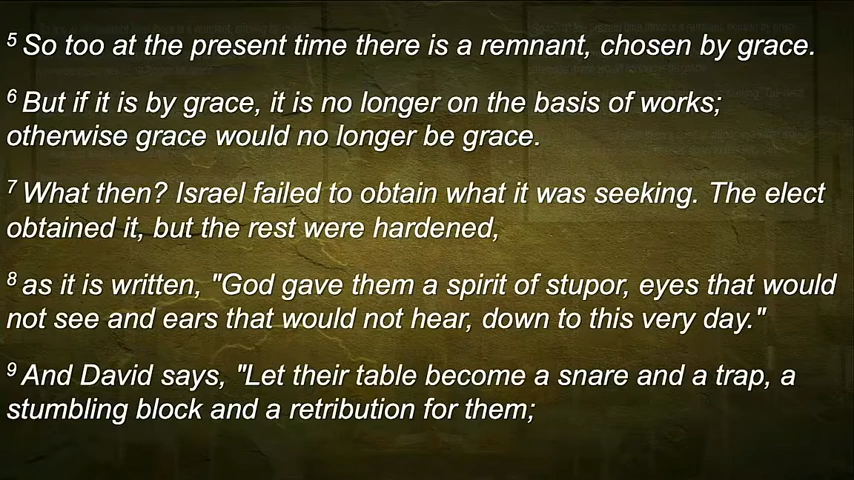 5 So too at the present time there is a remnant, chosen by grace.
6 But if it is by grace, it is no longer on the basis of works;
otherwise grace would no longer be grace.
7 What then? Israel failed to obtain what it was seeking. The elect
obtained it, but the rest were hardened,
8 as it is written, "God gave them a spirit of stupor, eyes that would
not see and ears that would not hear, down to this very day."
9 And David says, "Let their table become a snare and a trap, a
stumbling block and a retribution for them;